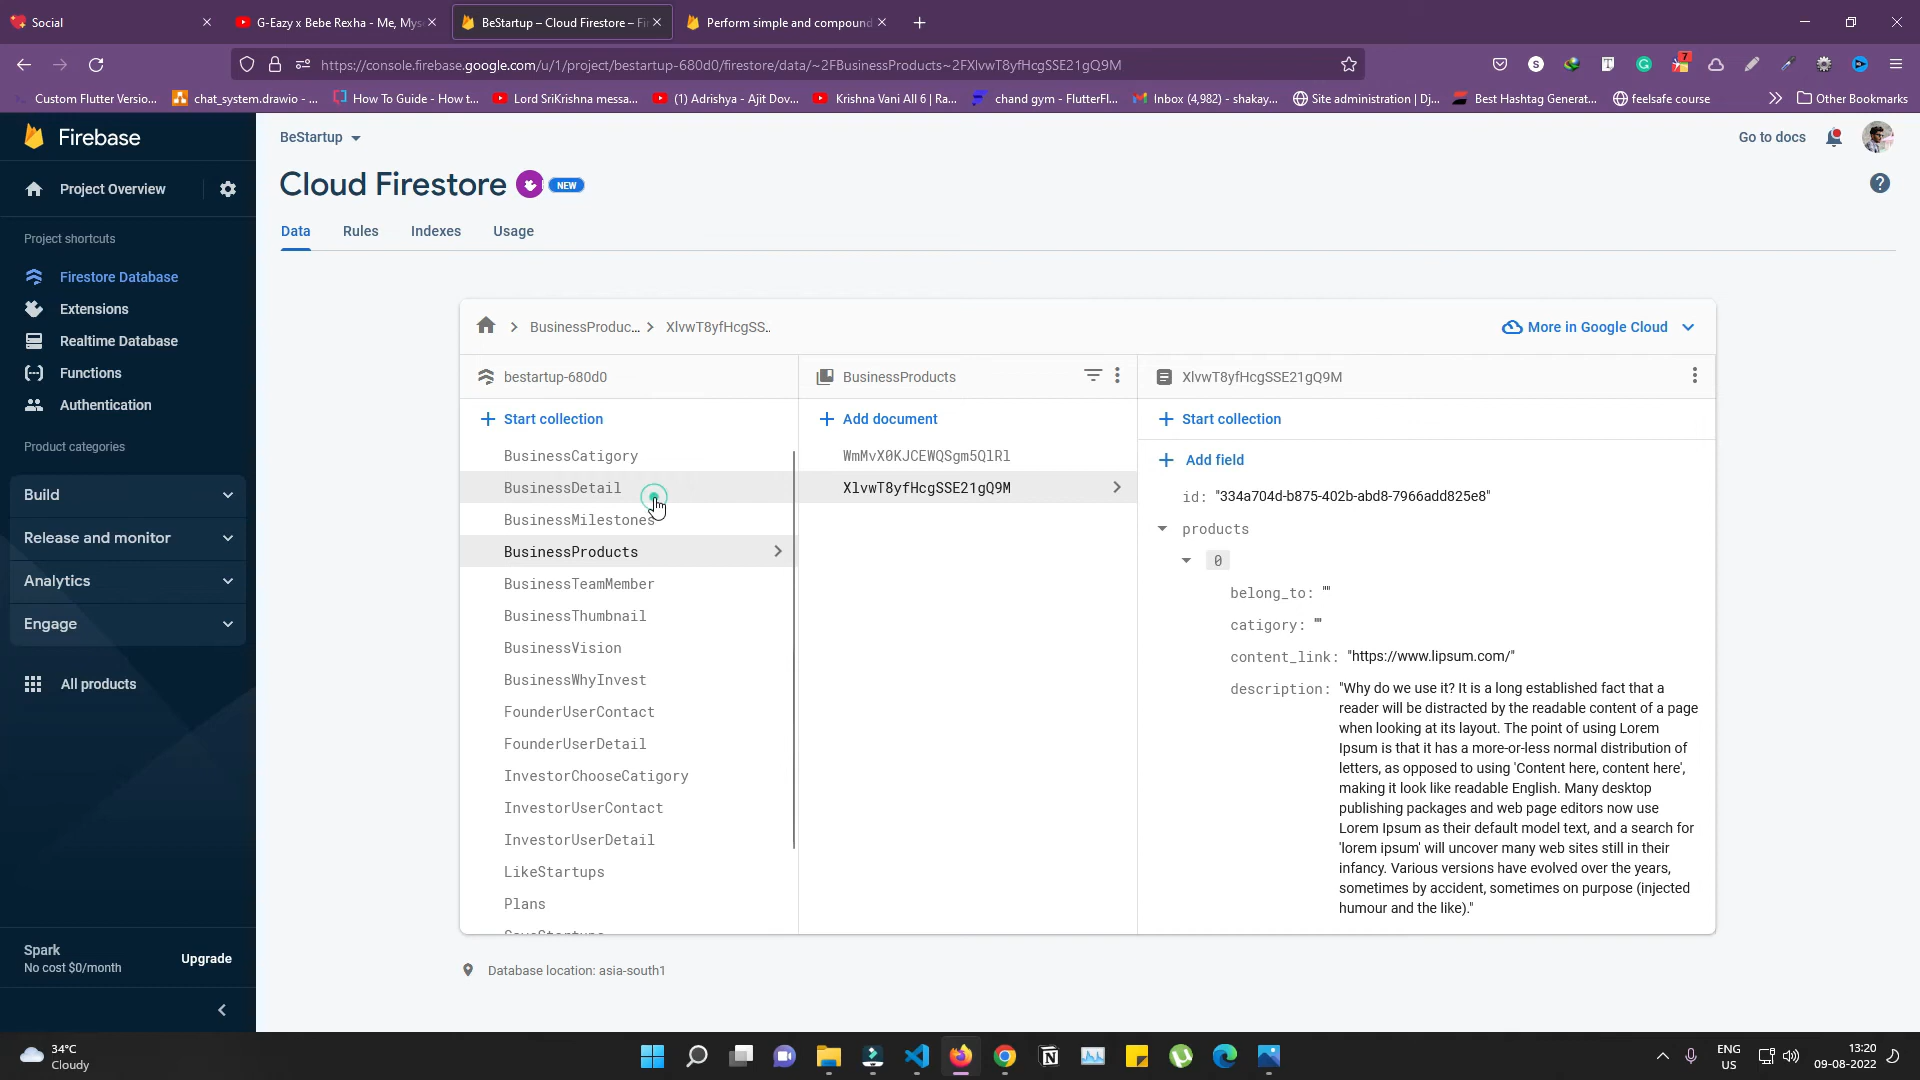 Social
G-Eazy x Bebe Rexha - Me, Mys
BeStartup – Cloud Firestore – Fi
Perform simple and compound
https://console.firebase.google.com/u/1/project/bestartup-680d0/firestore/data/~2FBusinessProducts~2FXlvwT8yfHcgSSE21gQ9M
7
Custom Flutter Versio...
chat_system.drawio - ...
How To Guide - How t...
Lord SriKrishna messa...
(1) Adrishya - Ajit Dov...
Krishna Vani All 6 | Ra...
chand gym - FlutterFl...
Inbox (4,982) - shakay...
Site administration | Dj...
Best Hashtag Generat...
feelsafe course
Other Bookmarks
Firebase
BeStartup
Go to docs
Project Overview
Cloud Firestore
NEW
Data
Rules
Indexes
Usage
Project shortcuts
Firestore Database
Extensions
Realtime Database
Functions
Authentication
Product categories
Build
Release and monitor
Analytics
Engage
All products
Spark
No cost $0/month
Upgrade
BusinessProduc...
XlvwT8yfHcgSS..
More in Google Cloud
bestartup-680d0
Start collection
BusinessCatigory
BusinessDetail
BusinessMilestones
BusinessProducts
BusinessTeamMember
BusinessThumbnail
BusinessVision
BusinessWhyInvest
FounderUserContact
FounderUserDetail
InvestorChooseCatigory
InvestorUserContact
InvestorUserDetail
LikeStartups
Plans
BusinessProducts
Add document
WmMvX0KJCEWQSgm5QlRl
XlvwT8yfHcgSSE21gQ9M
XlvwT8yfHcgSSE21gQ9M
Start collection
Add field
id: "334a704d-b875-402b-abd8-7966add825e8"
products
0
belong_to: ""
catigory: ""
content_link: "https://www.lipsum.com/"
description: "Why do we use it? It is a long established fact that a
reader will be distracted by the readable content of a page
when looking at its layout. The point of using Lorem
Ipsum is that it has a more-or-less normal distribution of
letters, as opposed to using 'Content here, content here',
making it look like readable English. Many desktop
publishing packages and web page editors now use
Lorem Ipsum as their default model text, and a search for
'lorem ipsum' will uncover many web sites still in their
infancy. Various versions have evolved over the years,
sometimes by accident, sometimes on purpose (injected
humour and the like)."
Database location: asia-south1
34°C
Cloudy
ENG
US
13:20
09-08-2022